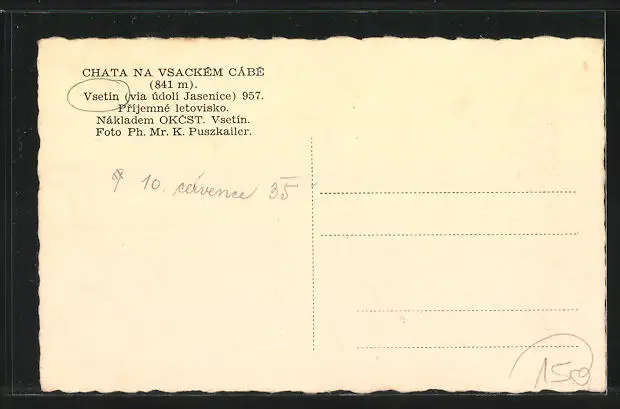 CHATA NA VSACKÉM CÁBĚ
(841 m).
Vsetín (via údolí Jasenice) 957.
Příjemné letovisko.
Nákladem OKČST. Vsetín.
Foto Ph. Mr. K. Puszkailer.
10. července 35
150